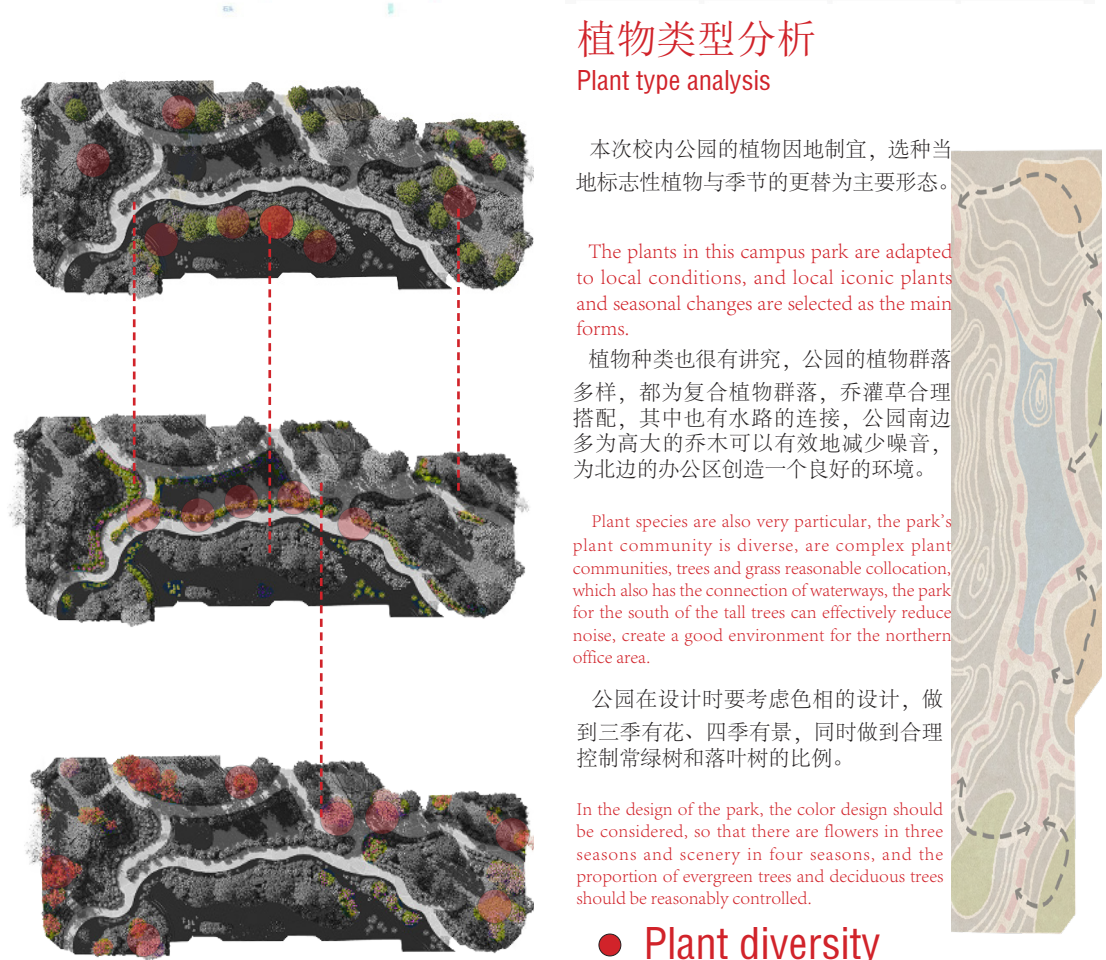 植物类型分析
Plant type analysis
本次校内公园的植物因地制宜，选种当
地标志性植物与季节的更替为主要形态。
The plants in this campus park are adapted
to local conditions, and local iconic plants
and seasonal changes are selected as the main
forms.
植物种类也很有讲究，公园的植物群落
多样，都为复合植物群落，乔灌草合理
搭配，其中也有水路的连接，公园南边
多为高大的乔木可以有效地减少噪音，
为北边的办公区创造一个良好的环境。
Plant species are also very particular, the park's
plant community is diverse, are complex plant
communities, trees and grass reasonable collocation,
which also has the connection of waterways, the park
for the south of the tall trees can effectively reduce
noise, create a good environment for the northern
office area.
公园在设计时要考虑色相的设计，做
到三季有花、四季有景，同时做到合理
控制常绿树和落叶树的比例。
In the design of the park, the color design should
be considered, so that there are flowers in three
seasons and scenery in four seasons, and the
proportion of evergreen trees and deciduous trees
should be reasonably controlled.
Plant diversity